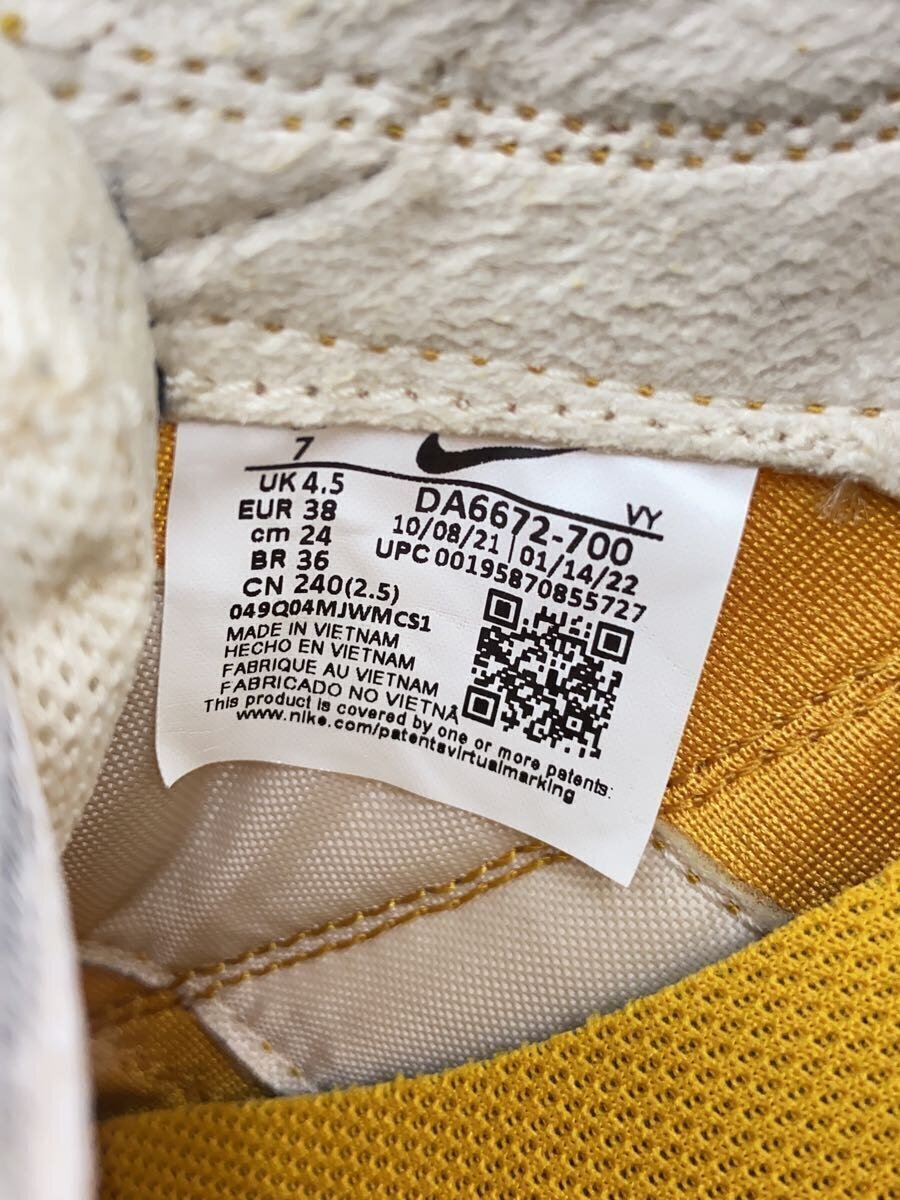 7
UK 4.5
EUR 38
cm 24
BR 36
CN 240(2.5)
049Q04MJWMCS1
MADE IN VIETNAM
HECHO EN VIETNAM
FABRIQUE AU VIETNAM
FABRICADO NO VIETNÃ
VY
DA6672-700
10/08/21 | 01/14/22
UPC 00195870855727
This product is covered by one or more patents:
www.nike.com/patentsvirtualmarking